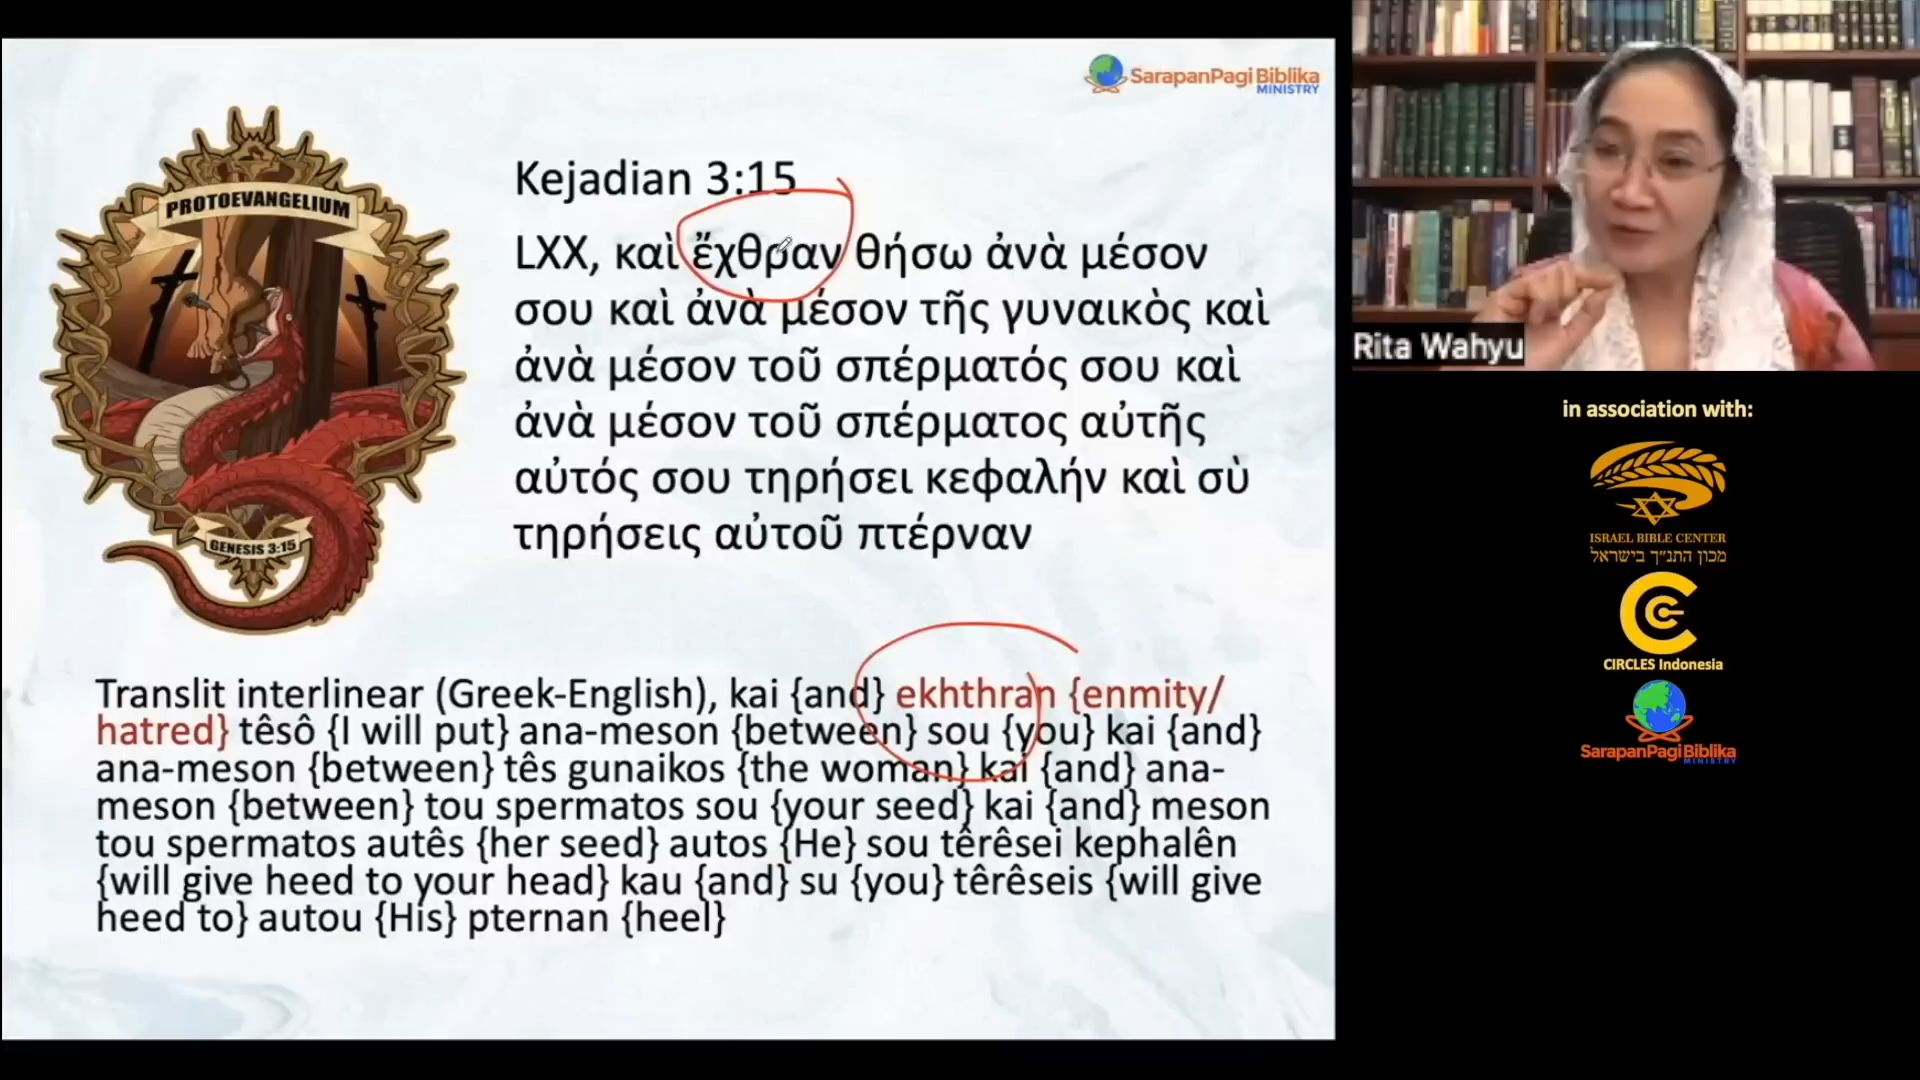 SarapanPagi Biblika
MINISTRY
PROTOEVANGELIUM
GENESIS 3:15
Kejadian 3:15
LXX, καὶ ἔχθραν θήσω ἀνὰ μέσον
σου καὶ ἀνὰ μέσον τῆς γυναικὸς καὶ
ἀνὰ μέσον τοῦ σπέρματός σου καὶ
ἀνὰ μέσον τοῦ σπέρματος αὐτῆς
αὐτός σου τηρήσει κεφαλήν καὶ σὺ
τηρήσεις αὐτοῦ πτέρναν
Translit interlinear (Greek-English), kai {and} ekhthran {enmity/
hatred} têsô {I will put} ana-meson {between} sou {you} kai {and}
ana-meson {between} tês gunaikos {the woman} kai {and} ana-
meson {between} tou spermatos sou {your seed} kai {and} meson
tou spermatos autês {her seed} autos {He} sou têrêsei kephalên
{will give heed to your head} kau {and} su {you} têrêseis {will give
heed to} autou {His} pternan {heel}
Rita Wahyu
in association with:
ISRAEL BIBLE CENTER
מכון התנ״ך בישראל
CIRCLES Indonesia
SarapanPagi Biblika
MINISTRY